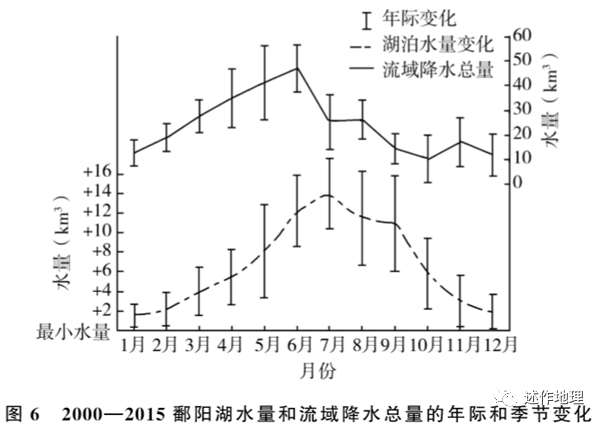 年际变化
湖泊水量变化
流域降水总量
60
50
40
30
20
10
0
水量（km³）
+16
+14
+12
+10
+8
+6
+4
+2
最小水量
水量（km³）
1月 2月 3月 4月 5月 6月 7月 8月 9月 10月 11月 12月
月份
述作地理
图 6 2000—2015 鄱阳湖水量和流域降水总量的年际和季节变化